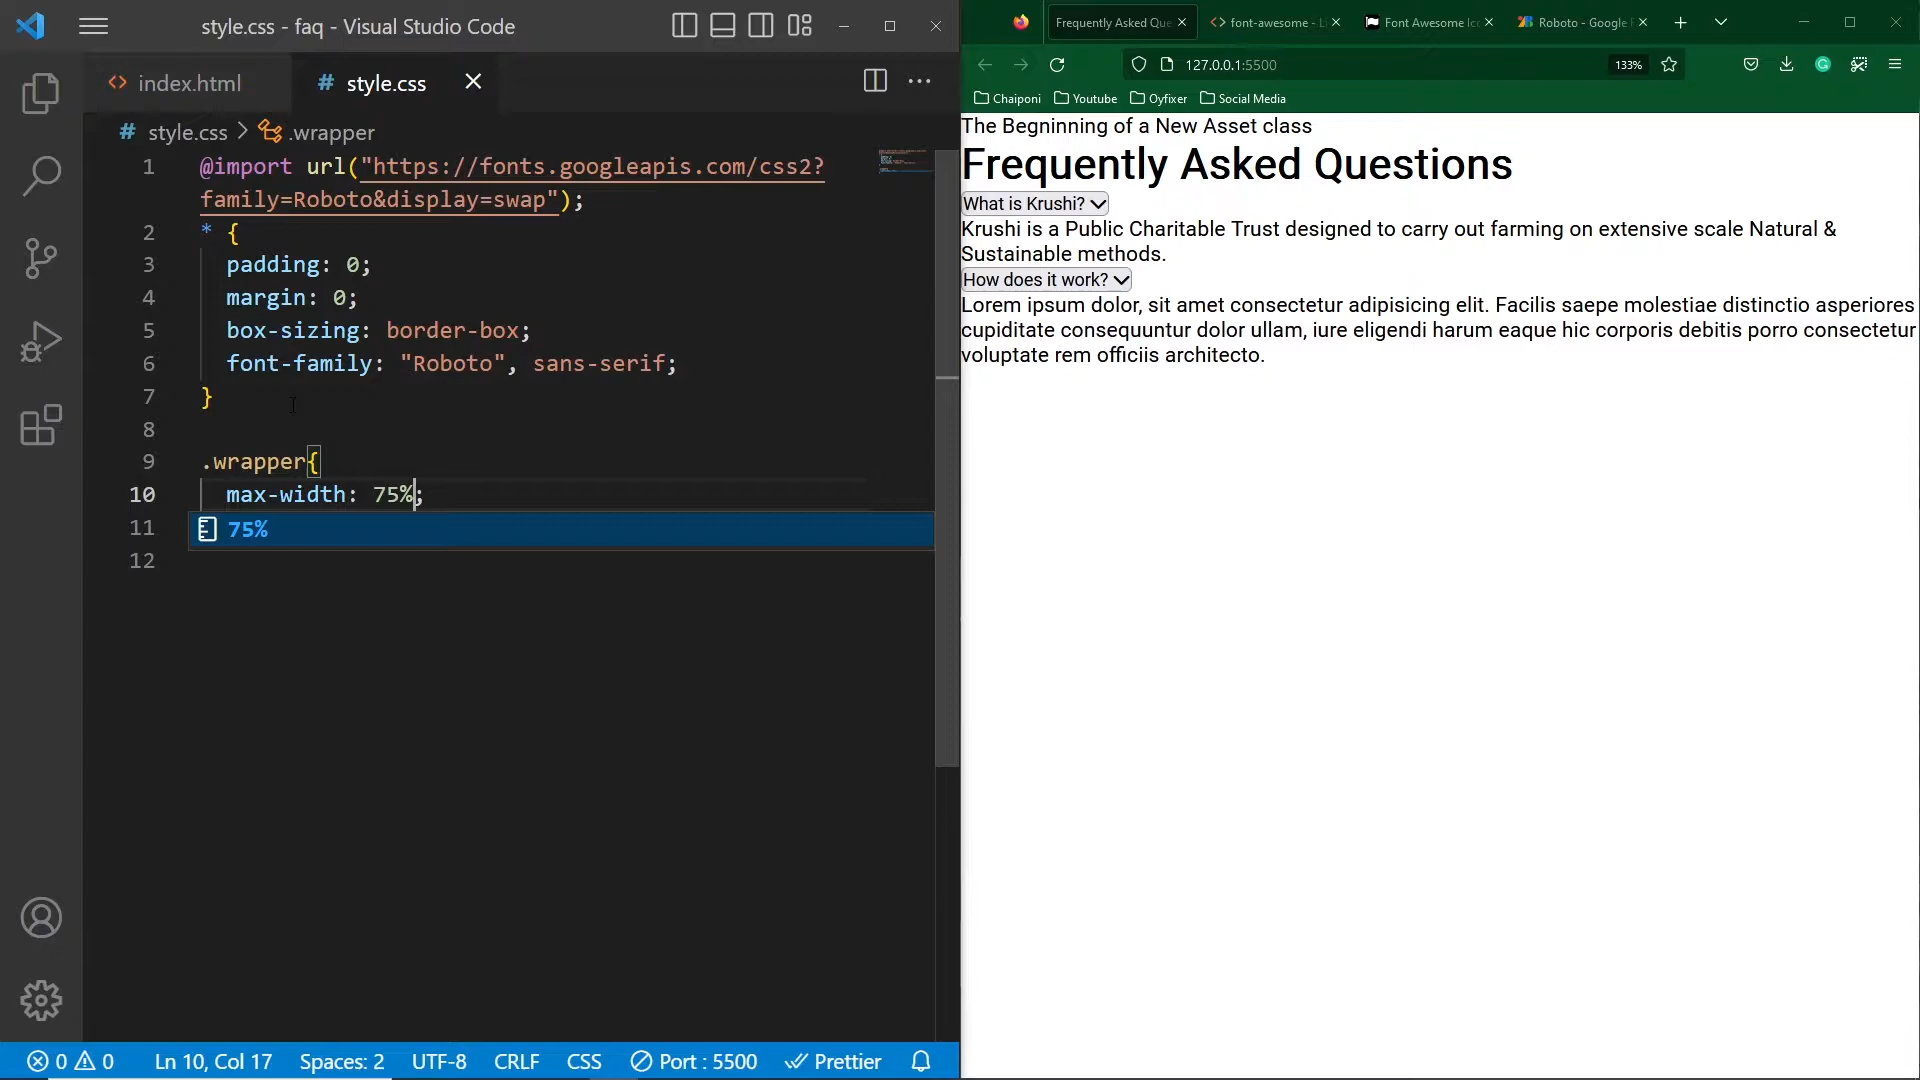 style.css - faq - Visual Studio Code
index.html
# style.css
# style.css > .wrapper
1 @import url("https://fonts.googleapis.com/css2?
family=Roboto&display=swap");
2 * {
3 padding: 0;
4 margin: 0;
5 box-sizing: border-box;
6 font-family: "Roboto", sans-serif;
7 }
8
9 .wrapper{
10 max-width: 75%;
11 75%
12
0 0 Ln 10, Col 17 Spaces: 2 UTF-8 CRLF CSS Port : 5500 Prettier
Frequently Asked Que
font-awesome - Li
Font Awesome Ico
Roboto - Google F
127.0.0.1:5500
133%
Chaiponi Youtube Oyfixer Social Media
The Begninning of a New Asset class
Frequently Asked Questions
What is Krushi?
Krushi is a Public Charitable Trust designed to carry out farming on extensive scale Natural &
Sustainable methods.
How does it work?
Lorem ipsum dolor, sit amet consectetur adipisicing elit. Facilis saepe molestiae distinctio asperiores
cupiditate consequuntur dolor ullam, iure eligendi harum eaque hic corporis debitis porro consectetur
voluptate rem officiis architecto.